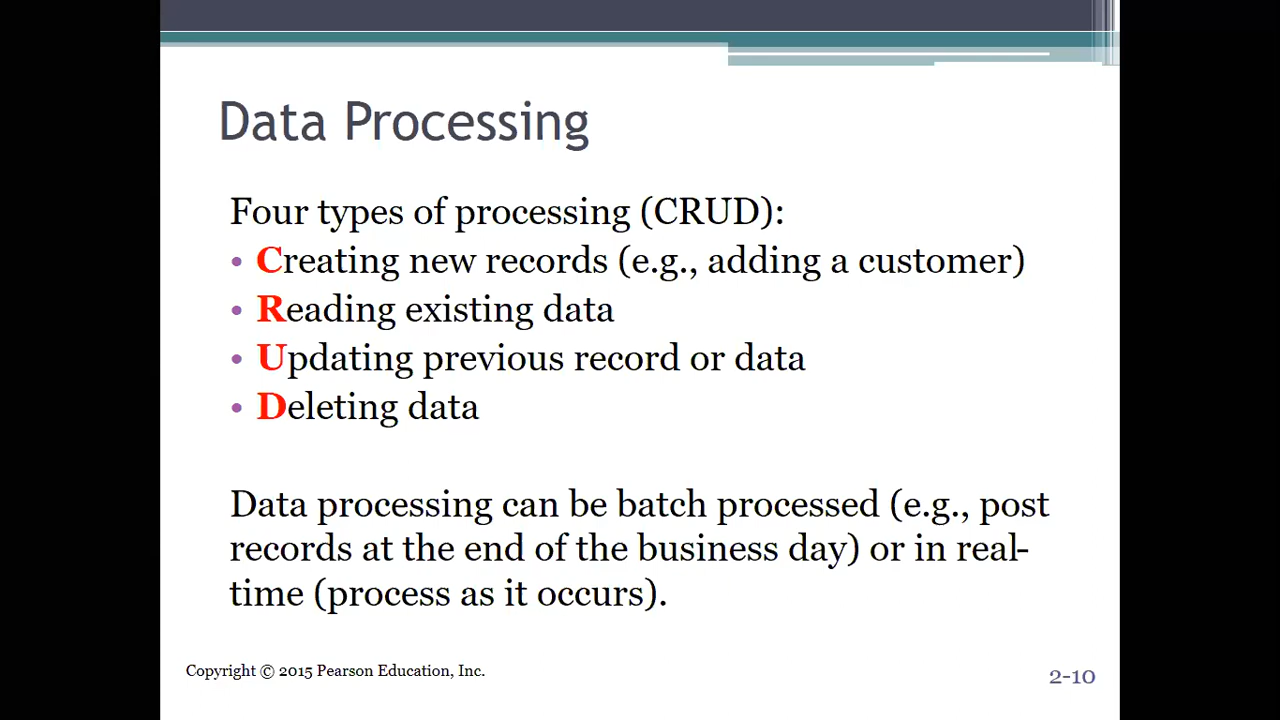 Data Processing
Four types of processing (CRUD):
• Creating new records (e.g., adding a customer)
• Reading existing data
• Updating previous record or data
• Deleting data
Data processing can be batch processed (e.g., post
records at the end of the business day) or in real-
time (process as it occurs).
Copyright © 2015 Pearson Education, Inc.
2-10